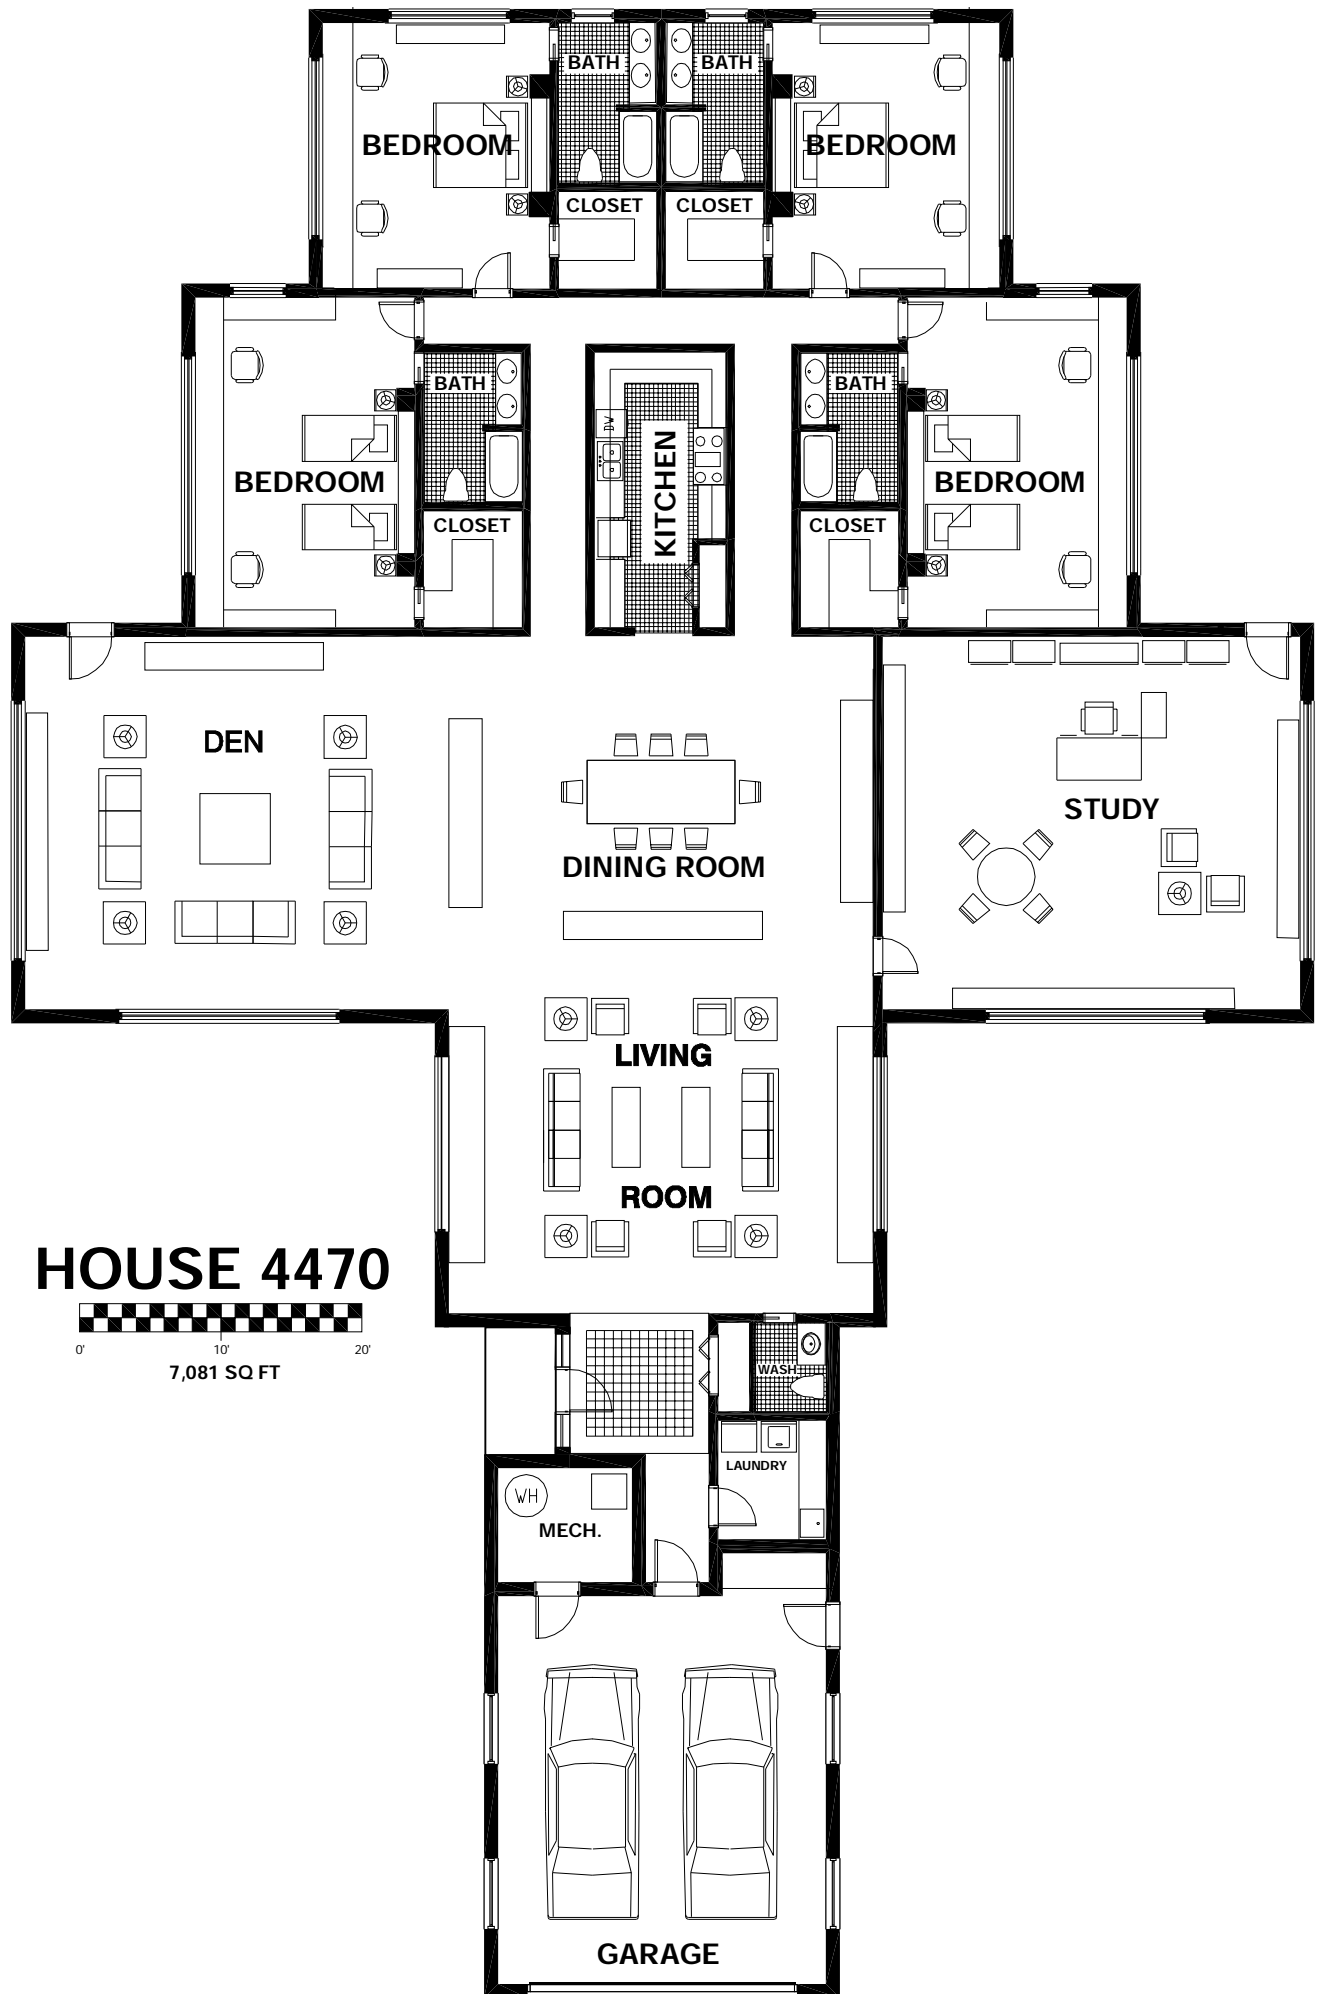 BATH
BATH
BEDROOM
BEDROOM
CLOSET
CLOSET
BATH
BATH
DW
KITCHEN
BEDROOM
BEDROOM
CLOSET
CLOSET
DEN
STUDY
DINING ROOM
LIVING
ROOM
HOUSE 4470
0' 10' 20'
7,081 SQ FT
WASH
LAUNDRY
WH
MECH.
GARAGE